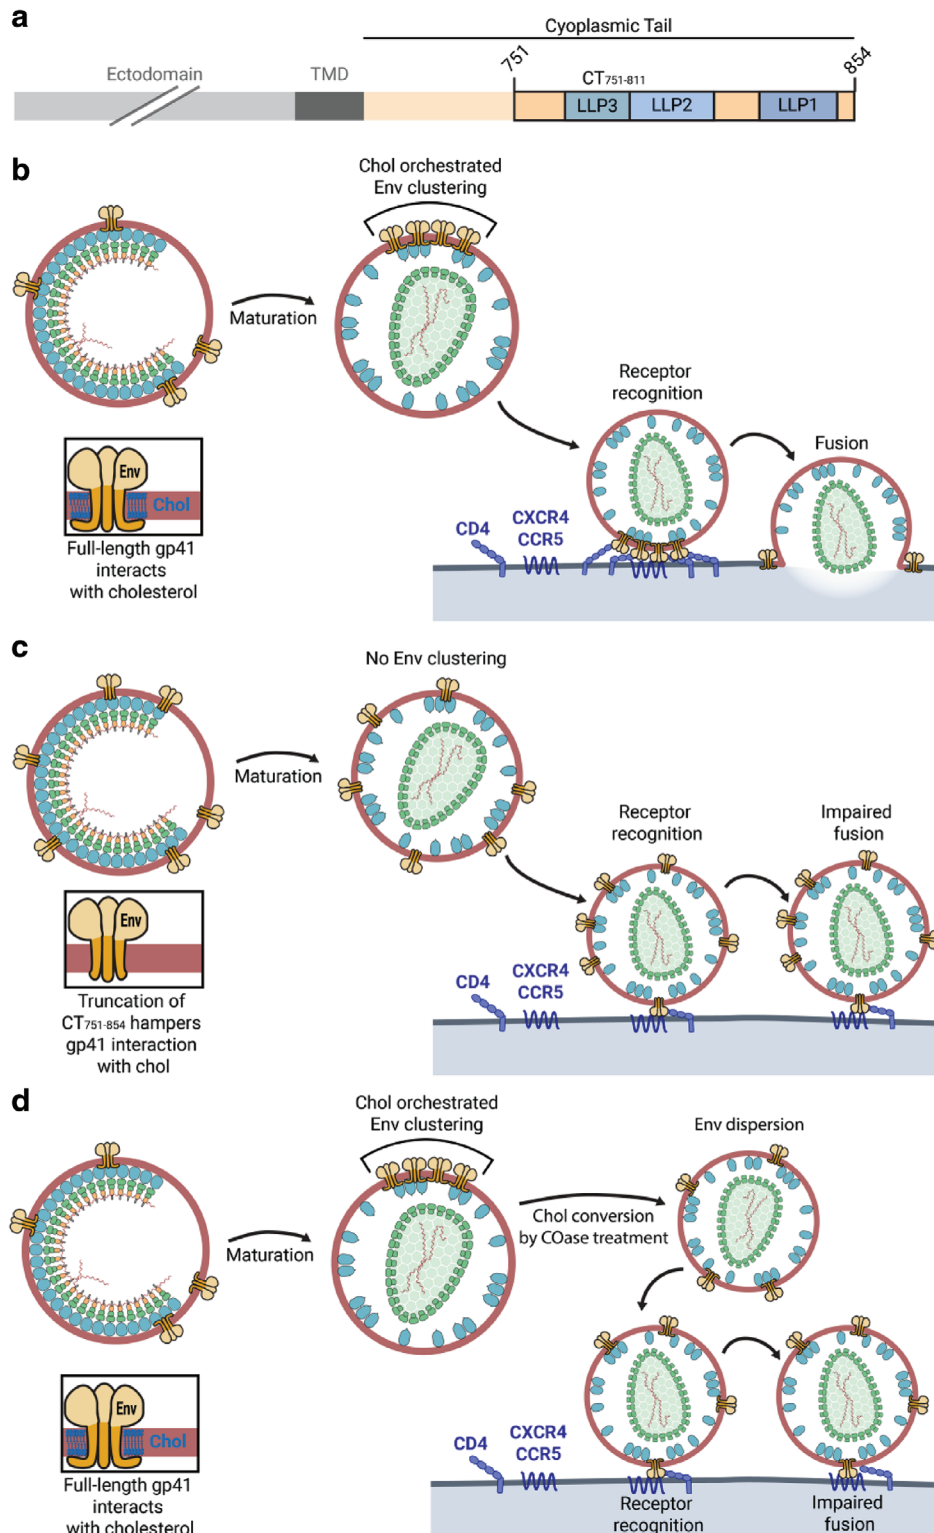 a
Cyoplasmic Tail
Ectodomain
TMD
751
CT751-811
854
LLP3
LLP2
LLP1
b
Chol orchestrated
Env clustering
Maturation
Receptor
recognition
Fusion
Env
Chol
Full-length gp41
interacts
with cholesterol
CD4
CXCR4
CCR5
c
No Env clustering
Maturation
Receptor
recognition
Impaired
fusion
Env
Truncation of
CT751-854 hampers
gp41 interaction
with chol
CD4
CXCR4
CCR5
d
Chol orchestrated
Env clustering
Env dispersion
Maturation
Chol conversion
by COase treatment
Env
Chol
Full-length gp41
interacts
with cholesterol
CD4
CXCR4
CCR5
Receptor
recognition
Impaired
fusion